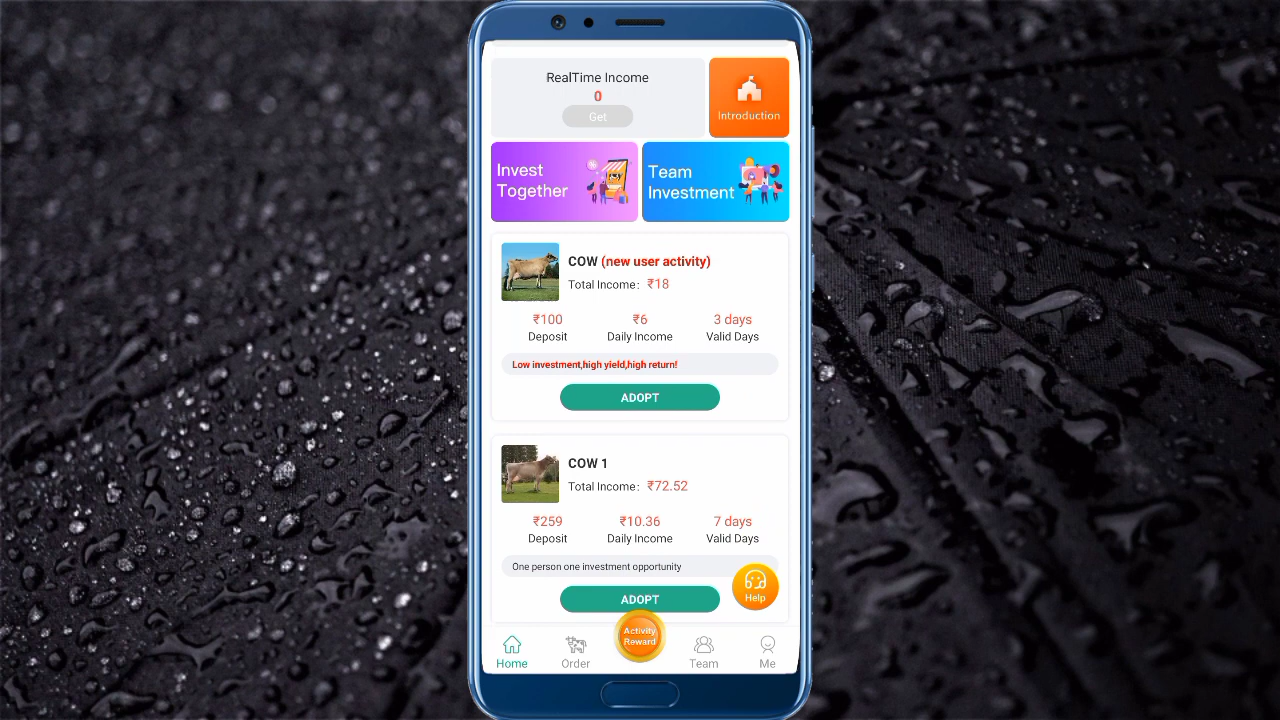 RealTime Income
0
Get
Introduction
Invest
Together
Team
Investment
COW (new user activity)
Total Income: ₹18
₹100 ₹6 3 days
Deposit Daily Income Valid Days
Low investment,high yield,high return!
ADOPT
COW 1
Total Income: ₹72.52
₹259 ₹10.36 7 days
Deposit Daily Income Valid Days
One person one investment opportunity
Help
ADOPT
Activity
Reward
Home Order Team Me